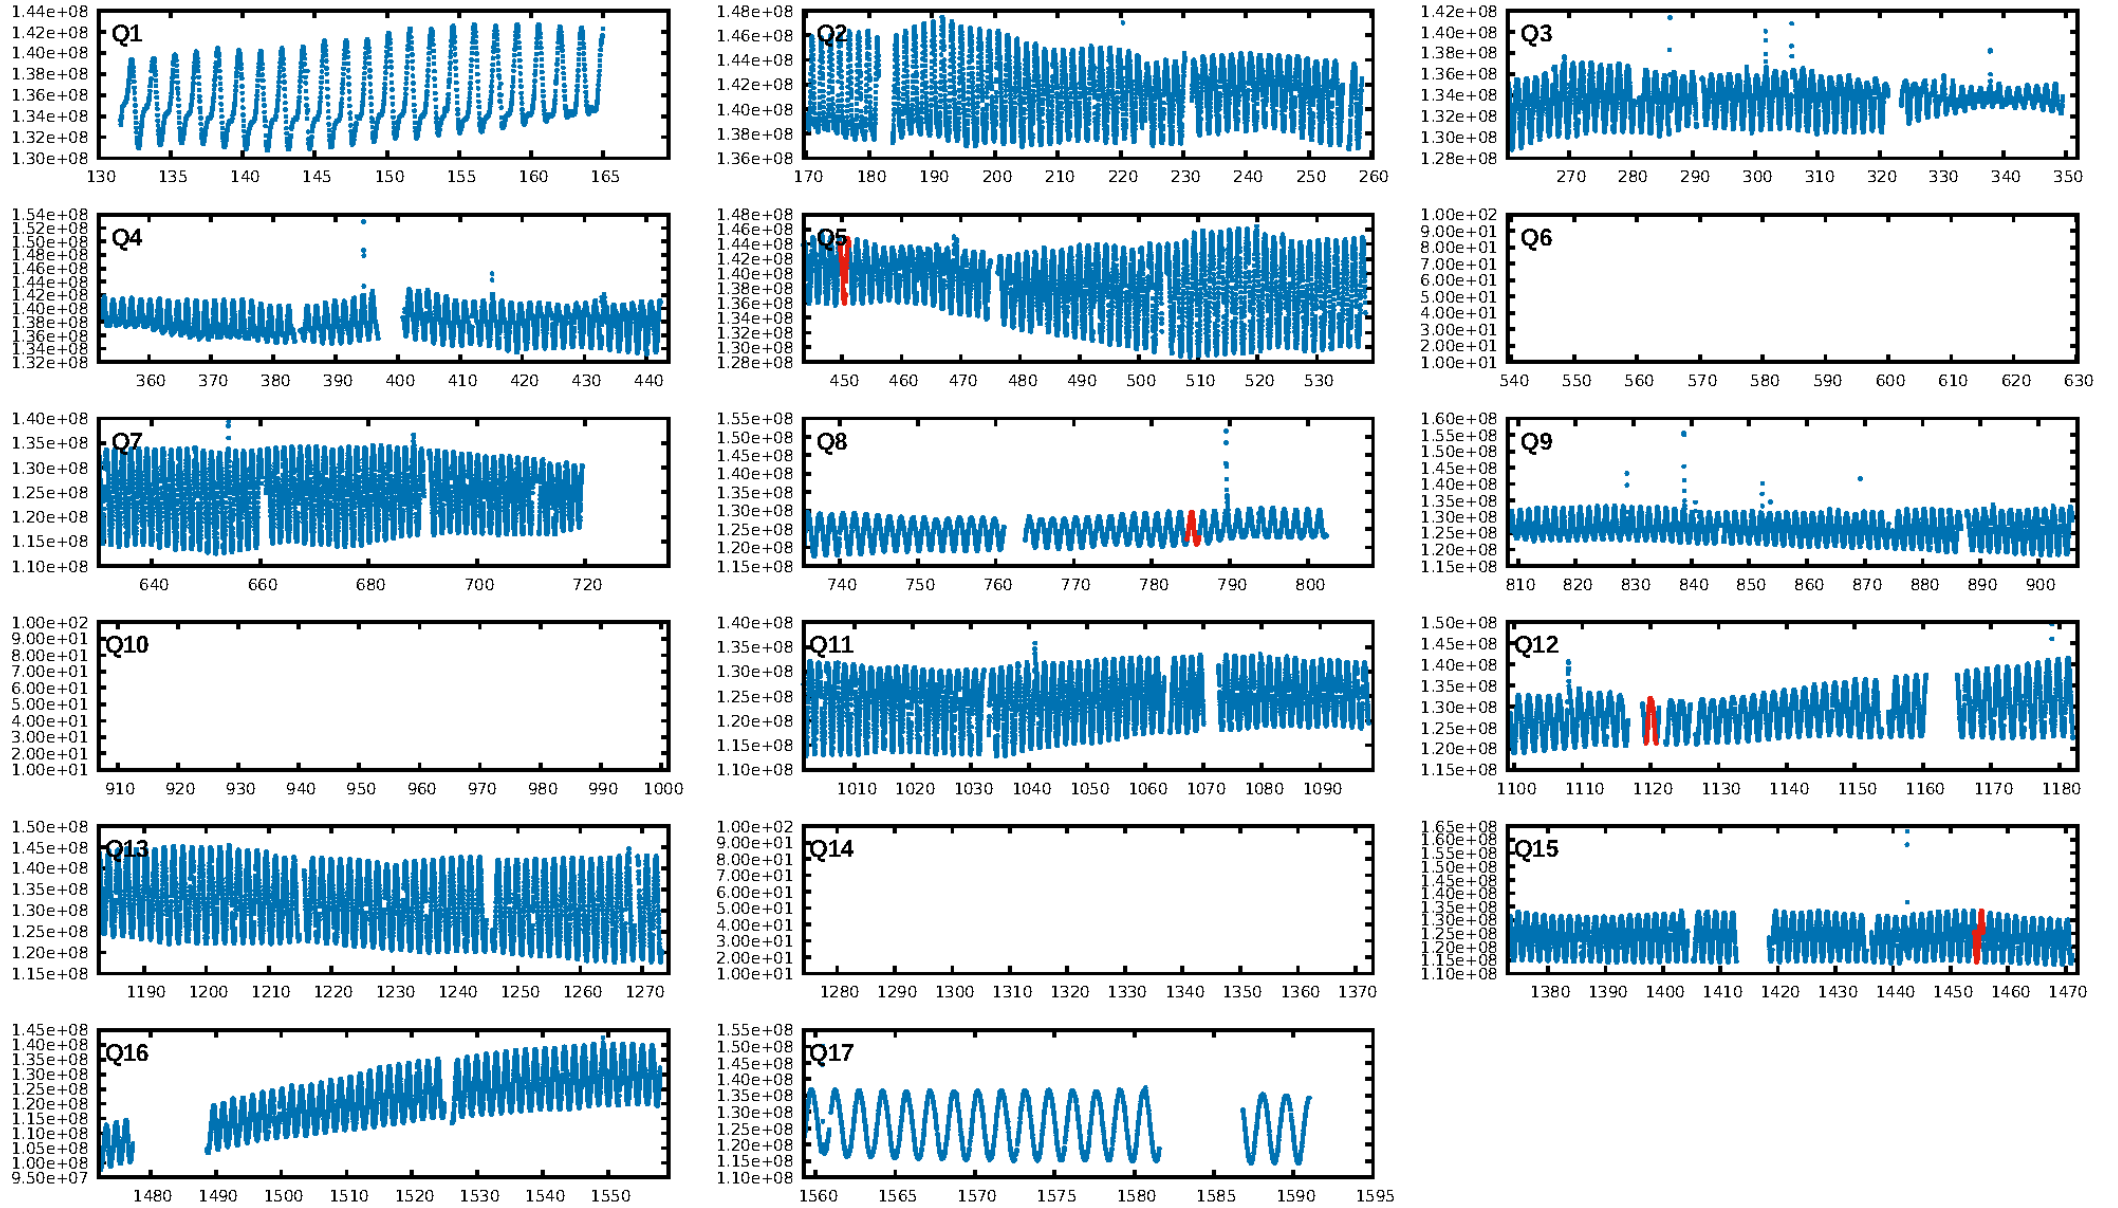 Q1
1.44e+08
1.42e+08
1.40e+08
1.38e+08
1.36e+08
1.34e+08
1.32e+08
1.30e+08
130 135 140 145 150 155 160 165
Q2
1.48e+08
1.46e+08
1.44e+08
1.42e+08
1.40e+08
1.38e+08
1.36e+08
170 180 190 200 210 220 230 240 250 260
Q3
1.42e+08
1.40e+08
1.38e+08
1.36e+08
1.34e+08
1.32e+08
1.30e+08
1.28e+08
270 280 290 300 310 320 330 340 350
Q4
1.54e+08
1.52e+08
1.50e+08
1.48e+08
1.46e+08
1.44e+08
1.42e+08
1.40e+08
1.38e+08
1.36e+08
1.34e+08
1.32e+08
360 370 380 390 400 410 420 430 440
Q5
1.48e+08
1.46e+08
1.44e+08
1.42e+08
1.40e+08
1.38e+08
1.36e+08
1.34e+08
1.32e+08
1.30e+08
1.28e+08
450 460 470 480 490 500 510 520 530
Q6
1.00e+02
9.00e+01
8.00e+01
7.00e+01
6.00e+01
5.00e+01
4.00e+01
3.00e+01
2.00e+01
1.00e+01
540 550 560 570 580 590 600 610 620 630
Q7
1.40e+08
1.35e+08
1.30e+08
1.25e+08
1.20e+08
1.15e+08
1.10e+08
640 660 680 700 720
Q8
1.55e+08
1.50e+08
1.45e+08
1.40e+08
1.35e+08
1.30e+08
1.25e+08
1.20e+08
1.15e+08
740 750 760 770 780 790 800
Q9
1.60e+08
1.55e+08
1.50e+08
1.45e+08
1.40e+08
1.35e+08
1.30e+08
1.25e+08
1.20e+08
1.15e+08
810 820 830 840 850 860 870 880 890 900
Q10
1.00e+02
9.00e+01
8.00e+01
7.00e+01
6.00e+01
5.00e+01
4.00e+01
3.00e+01
2.00e+01
1.00e+01
910 920 930 940 950 960 970 980 990 1000
Q11
1.40e+08
1.35e+08
1.30e+08
1.25e+08
1.20e+08
1.15e+08
1.10e+08
1010 1020 1030 1040 1050 1060 1070 1080 1090
Q12
1.50e+08
1.45e+08
1.40e+08
1.35e+08
1.30e+08
1.25e+08
1.20e+08
1.15e+08
1100 1110 1120 1130 1140 1150 1160 1170 1180
Q13
1.50e+08
1.45e+08
1.40e+08
1.35e+08
1.30e+08
1.25e+08
1.20e+08
1.15e+08
1190 1200 1210 1220 1230 1240 1250 1260 1270
Q14
1.00e+02
9.00e+01
8.00e+01
7.00e+01
6.00e+01
5.00e+01
4.00e+01
3.00e+01
2.00e+01
1.00e+01
1280 1290 1300 1310 1320 1330 1340 1350 1360 1370
Q15
1.65e+08
1.60e+08
1.55e+08
1.50e+08
1.45e+08
1.40e+08
1.35e+08
1.30e+08
1.25e+08
1.20e+08
1.15e+08
1.10e+08
1380 1390 1400 1410 1420 1430 1440 1450 1460 1470
Q16
1.45e+08
1.40e+08
1.35e+08
1.30e+08
1.25e+08
1.20e+08
1.15e+08
1.10e+08
1.05e+08
1.00e+08
9.50e+07
1480 1490 1500 1510 1520 1530 1540 1550
Q17
1.55e+08
1.50e+08
1.45e+08
1.40e+08
1.35e+08
1.30e+08
1.25e+08
1.20e+08
1.15e+08
1.10e+08
1560 1565 1570 1575 1580 1585 1590 1595